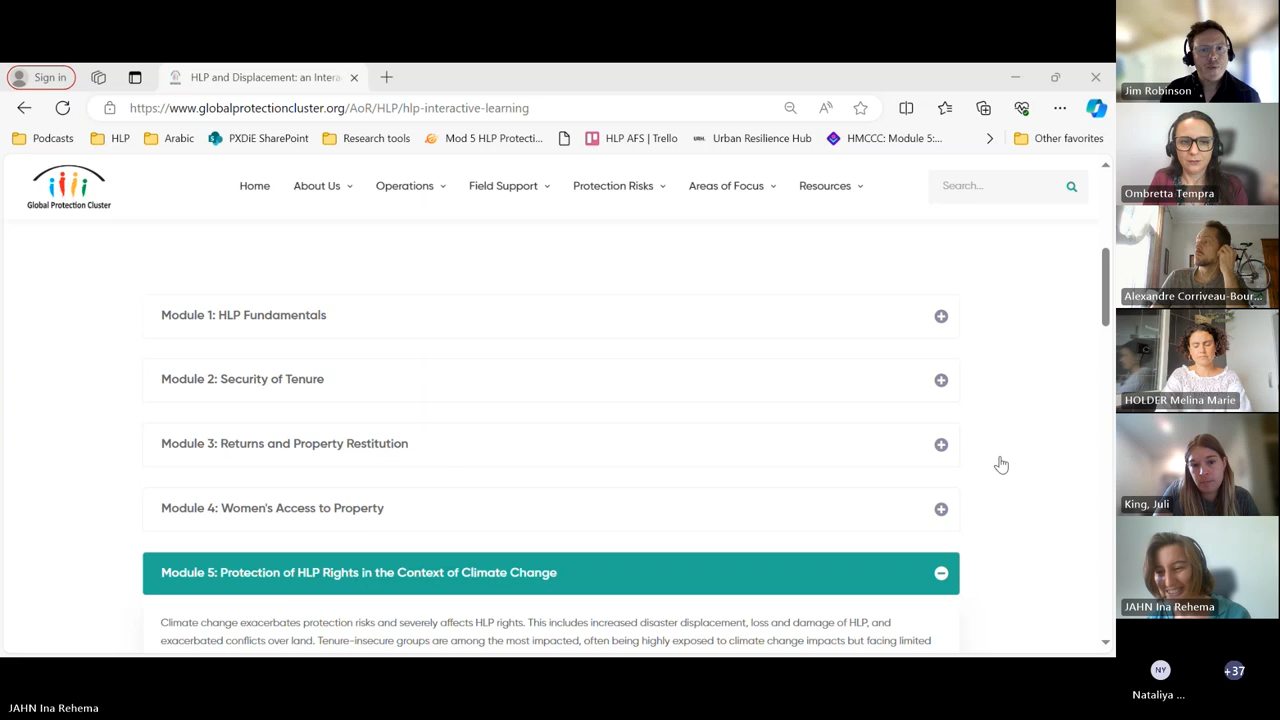 Sign in
HLP and Displacement: an Intera
https://www.globalprotectioncluster.org/AoR/HLP/hlp-interactive-learning
Podcasts HLP Arabic PXDiE SharePoint Research tools Mod 5 HLP Protecti... HLP AFS | Trello Urban Resilience Hub HMCCC: Module 5:... Other favorites
Global Protection Cluster
Home About Us Operations Field Support Protection Risks Areas of Focus Resources Search...
Module 1: HLP Fundamentals
Module 2: Security of Tenure
Module 3: Returns and Property Restitution
Module 4: Women's Access to Property
Module 5: Protection of HLP Rights in the Context of Climate Change
Climate change exacerbates protection risks and severely affects HLP rights. This includes increased disaster displacement, loss and damage of HLP, and
exacerbated conflicts over land. Tenure-insecure groups are among the most impacted, often being highly exposed to climate change impacts but facing limited
Jim Robinson
Ombretta Tempra
Alexandre Corriveau-Bour...
HOLDER Melina Marie
King, Juli
JAHN Ina Rehema
NY
+37
Nataliya ...
JAHN Ina Rehema